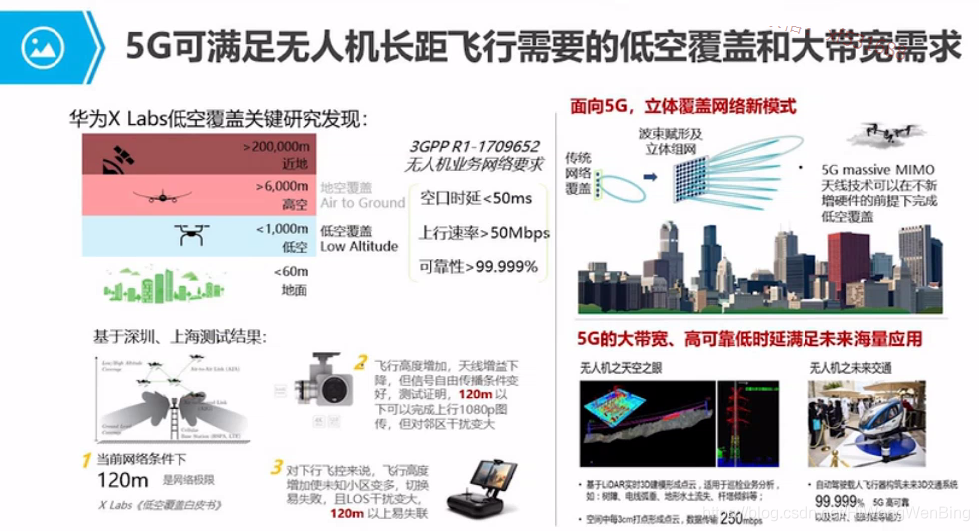 5G可满足无人机长距飞行需要的低空覆盖和大带宽需求
华为X Labs低空覆盖关键研究发现:
>200,000m
近地
>6,000m
高空
地空覆盖
Air to Ground
<1,000m
低空
低空覆盖
Low Altitude
<60m
地面
3GPP R1-1709652
无人机业务网络要求
空口时延<50ms
上行速率>50Mbps
可靠性>99.999%
基于深圳、上海测试结果:
Low/High Altitude
Coverage
Air-to-Air Link (A2A)
Ground Level
Coverage
Cellular
Base Station (BSFN, LTE)
1 当前网络条件下
120m 是网络极限
X Labs《低空覆盖白皮书》
2 飞行高度增加,天线增益下
降,但信号自由传播条件变
好,测试证明,120m 以
下可以完成上行1080p图
传,但对邻区干扰变大
3 对下行飞控来说,飞行高度
增加使未知小区变多,切换
易失败,且LOS干扰变大,
120m 以上易失联
面向5G,立体覆盖网络新模式
传统
网络
覆盖
波束赋形及
立体组网
• 5G massive MIMO
天线技术可以在不新
增硬件的前提下完成
低空覆盖
5G的大带宽、高可靠低时延满足未来海量应用
无人机之天空之眼
• 基于LiDAR实时3D建模形成点云,适用于巡检业务分析,
如:树障、电线弧垂、地形水土流失、杆塔倾斜等;
• 空间中每3cm打点形成点云,数据传输 250mbps
无人机之未来交通
• 自动驾驶载人飞行器构筑未来3D交通系统
99.999% 5G 高可靠